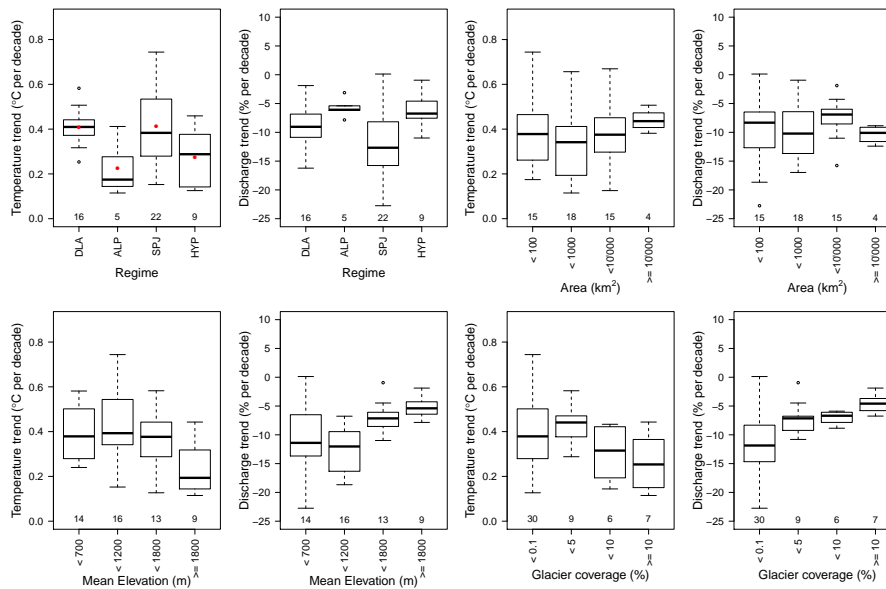 Temperature trend (°C per decade)
0.8
0.6
0.4
0.2
0.0
16 5 22 9
DLA ALP SPJ HYP
Regime
Discharge trend (% per decade)
10
5
0
−5
−10
−15
−20
−25
16 5 22 9
DLA ALP SPJ HYP
Regime
Temperature trend (°C per decade)
0.8
0.6
0.4
0.2
0.0
15 18 15 4
< 100 < 1000 < 10'000 >= 10'000
Area (km²)
Discharge trend (% per decade)
10
5
0
−5
−10
−15
−20
−25
15 18 15 4
< 100 < 1000 < 10'000 >= 10'000
Area (km²)
Temperature trend (°C per decade)
0.8
0.6
0.4
0.2
0.0
14 16 13 9
< 700 < 1200 < 1800 >= 1800
Mean Elevation (m)
Discharge trend (% per decade)
10
5
0
−5
−10
−15
−20
−25
14 16 13 9
< 700 < 1200 < 1800 >= 1800
Mean Elevation (m)
Temperature trend (°C per decade)
0.8
0.6
0.4
0.2
0.0
30 9 6 7
< 0.1 < 5 < 10 >= 10
Glacier coverage (%)
Discharge trend (% per decade)
10
5
0
−5
−10
−15
−20
−25
30 9 6 7
< 0.1 < 5 < 10 >= 10
Glacier coverage (%)